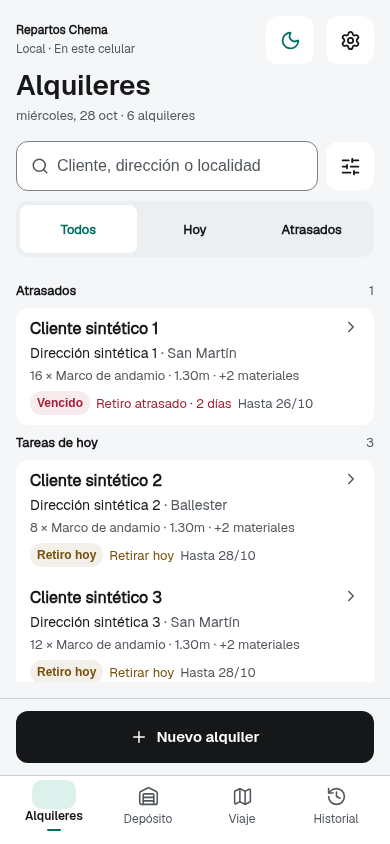 Repartos Chema
Local · En este celular
Alquileres
miércoles, 28 oct · 6 alquileres
Cliente, dirección o localidad
Todos
Hoy
Atrasados
Atrasados
1
Cliente sintético 1
Dirección sintética 1 · San Martín
16 × Marco de andamio · 1.30m · +2 materiales
Vencido Retiro atrasado · 2 días Hasta 26/10
Tareas de hoy
3
Cliente sintético 2
Dirección sintética 2 · Ballester
8 × Marco de andamio · 1.30m · +2 materiales
Retiro hoy Retirar hoy Hasta 28/10
Cliente sintético 3
Dirección sintética 3 · San Martín
12 × Marco de andamio · 1.30m · +2 materiales
Retiro hoy Retirar hoy Hasta 28/10
Nuevo alquiler
Alquileres
Depósito
Viaje
Historial